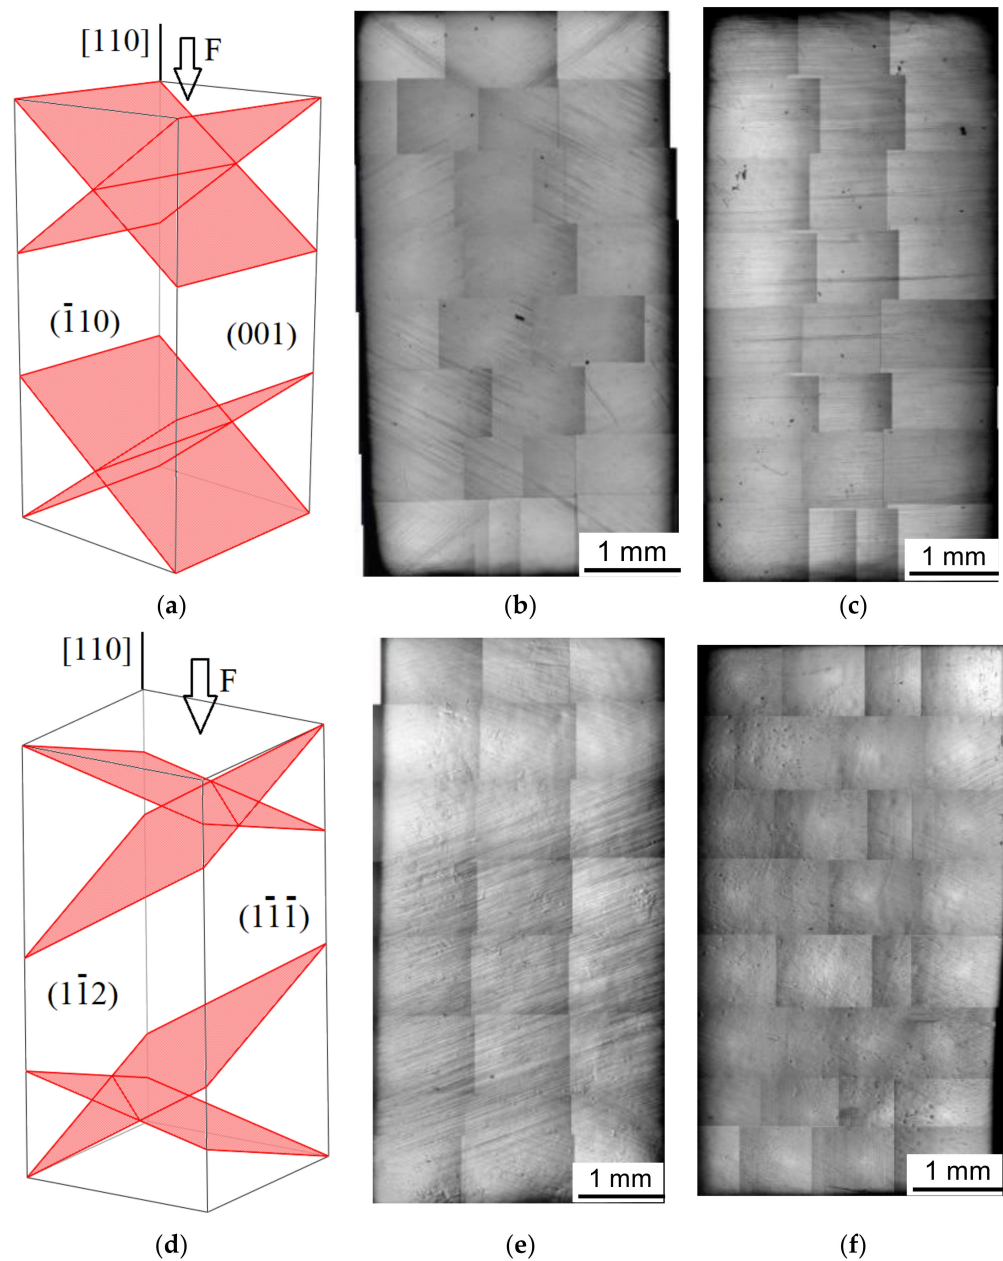 [110]
F
(1̄10)
(001)
1 mm
1 mm
(a)
(b)
(c)
[110]
F
(11̄1̄)
(11̄2)
1 mm
1 mm
(d)
(e)
(f)